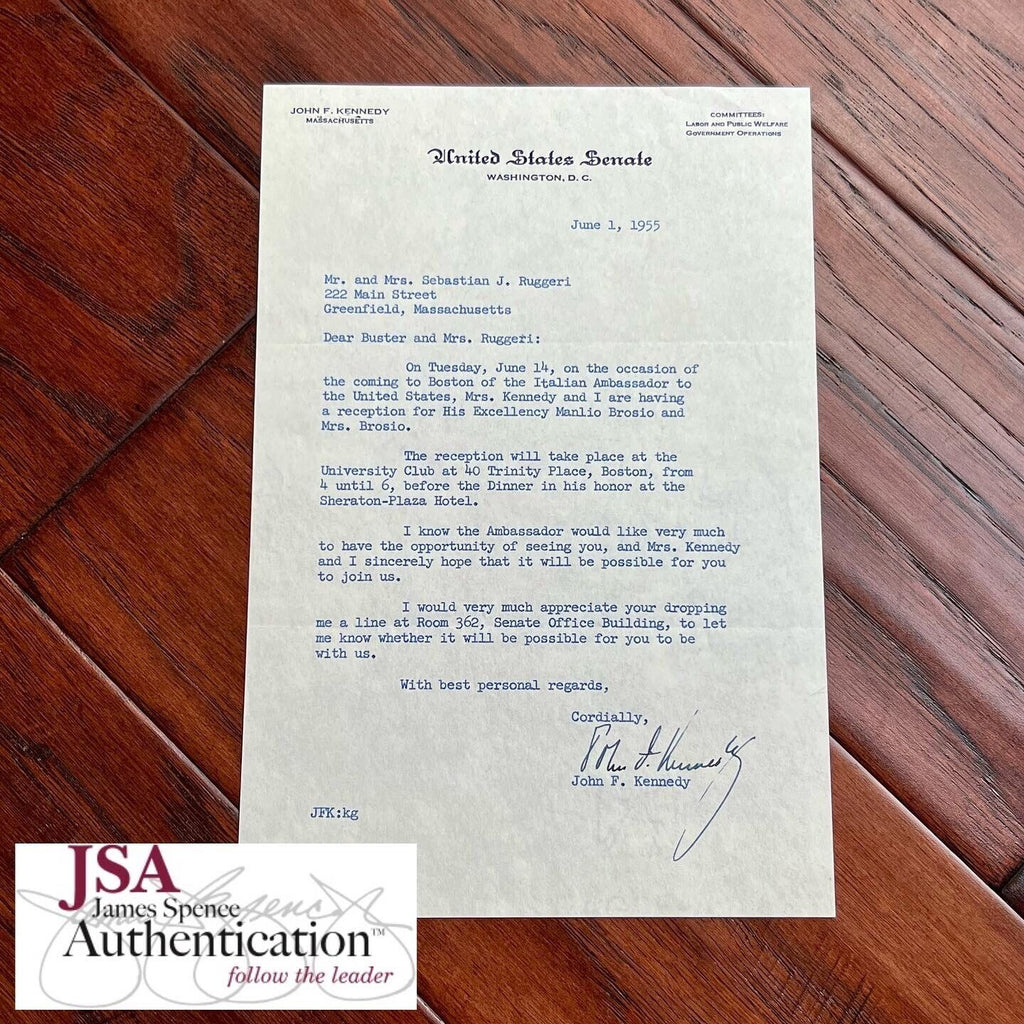 JOHN F. KENNEDY
MASSACHUSETTS
COMMITTEES:
LABOR AND PUBLIC WELFARE
GOVERNMENT OPERATIONS
United States Senate
WASHINGTON, D. C.
June 1, 1955
Mr. and Mrs. Sebastian J. Ruggeri
222 Main Street
Greenfield, Massachusetts
Dear Buster and Mrs. Ruggeri:
On Tuesday, June 14, on the occasion of
the coming to Boston of the Italian Ambassador to
the United States, Mrs. Kennedy and I are having
a reception for His Excellency Manlio Brosio and
Mrs. Brosio.
The reception will take place at the
University Club at 40 Trinity Place, Boston, from
4 until 6, before the Dinner in his honor at the
Sheraton-Plaza Hotel.
I know the Ambassador would like very much
to have the opportunity of seeing you, and Mrs. Kennedy
and I sincerely hope that it will be possible for you
to join us.
I would very much appreciate your dropping
me a line at Room 362, Senate Office Building, to let
me know whether it will be possible for you to be
with us.
With best personal regards,
Cordially,
John F. Kennedy
John F. Kennedy
JFK:kg
JSA
James Spence
Authentication™
follow the leader